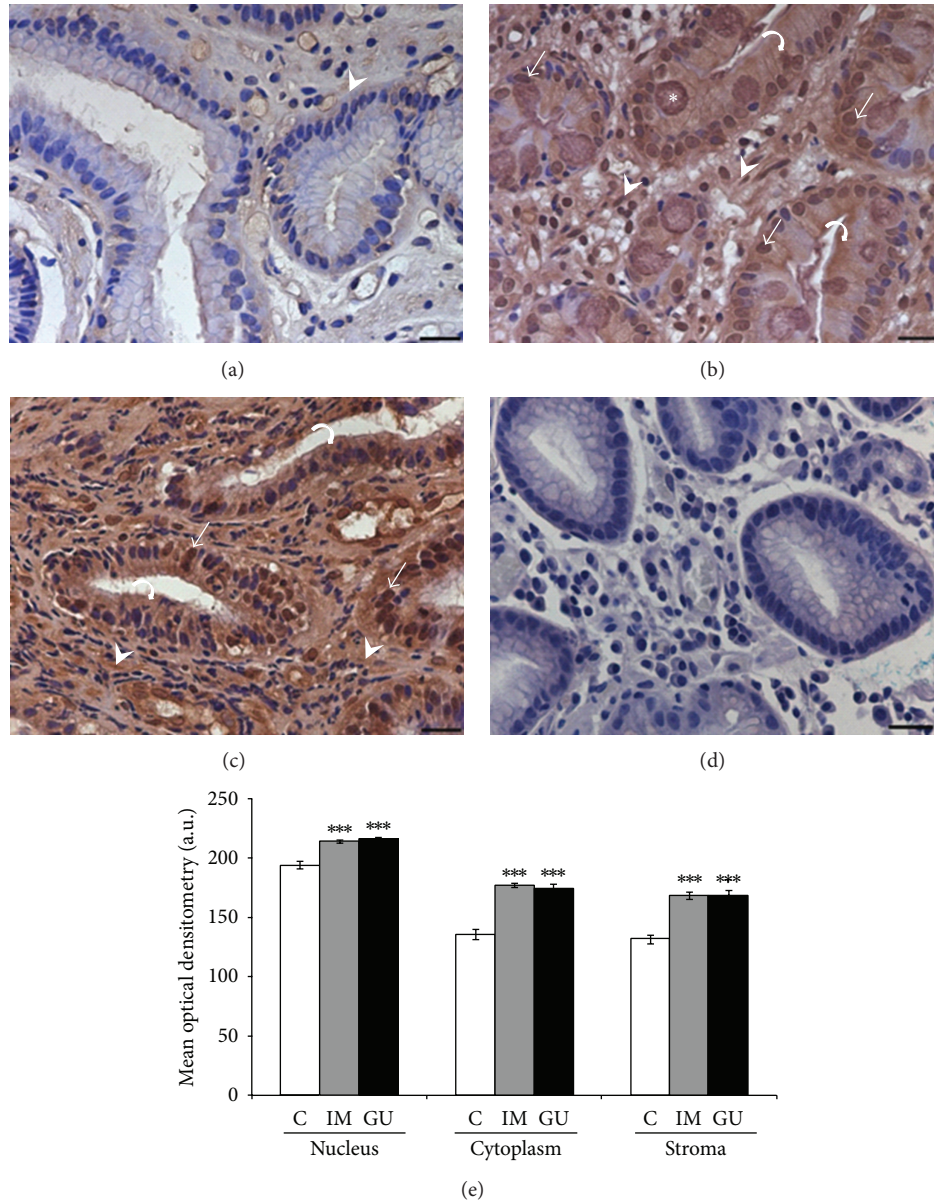 *
(a)
(b)
(c)
(d)
Mean optical densitometry (a.u.)
250
200
150
100
50
0
*** ***
*** ***
*** ***
C IM GU
C IM GU
C IM GU
Nucleus
Cytoplasm
Stroma
(e)